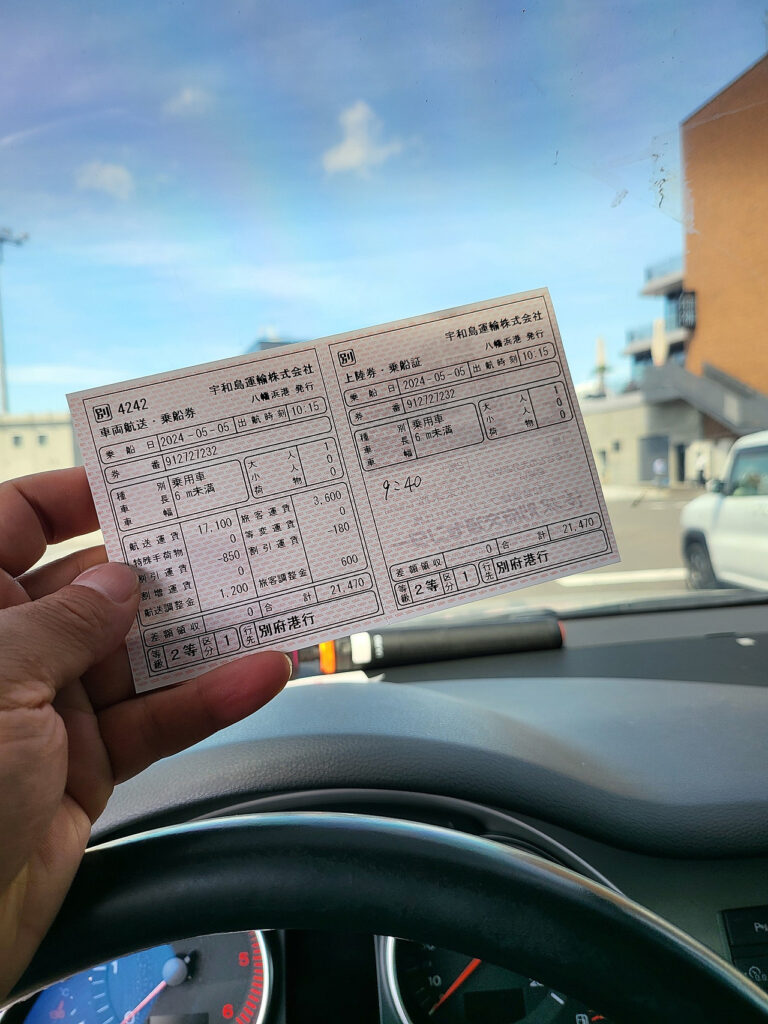 別 4242 宇和島運輸株式会社
車両航送・乗船券 八幡浜港 発行
乗船日 2024-05-05 出航時刻 10:15
券番 912727232
種別 乗用車 大人 1
車長 6m未満 小人 0
車幅 荷物 0
航送運賃 17,100 旅客運賃 3,600
特殊手荷物 0 等変運賃 0
割引運賃 -850 割引運賃 -180
割増運賃 0
航送調整金 1,200 旅客調整金 600
差額領収 0 合計 21,470
等級 2等 区分 1 行先 別府港行
別 宇和島運輸株式会社
上陸券・乗船証 八幡浜港 発行
乗船日 2024-05-05 出航時刻 10:15
券番 912727232
種別 乗用車 大人 1
車長 6m未満 小人 0
車幅 荷物 0
9:40
差額領収 0 合計 21,470
等級 2等 区分 1 行先 別府港行
5
6
1
10
1